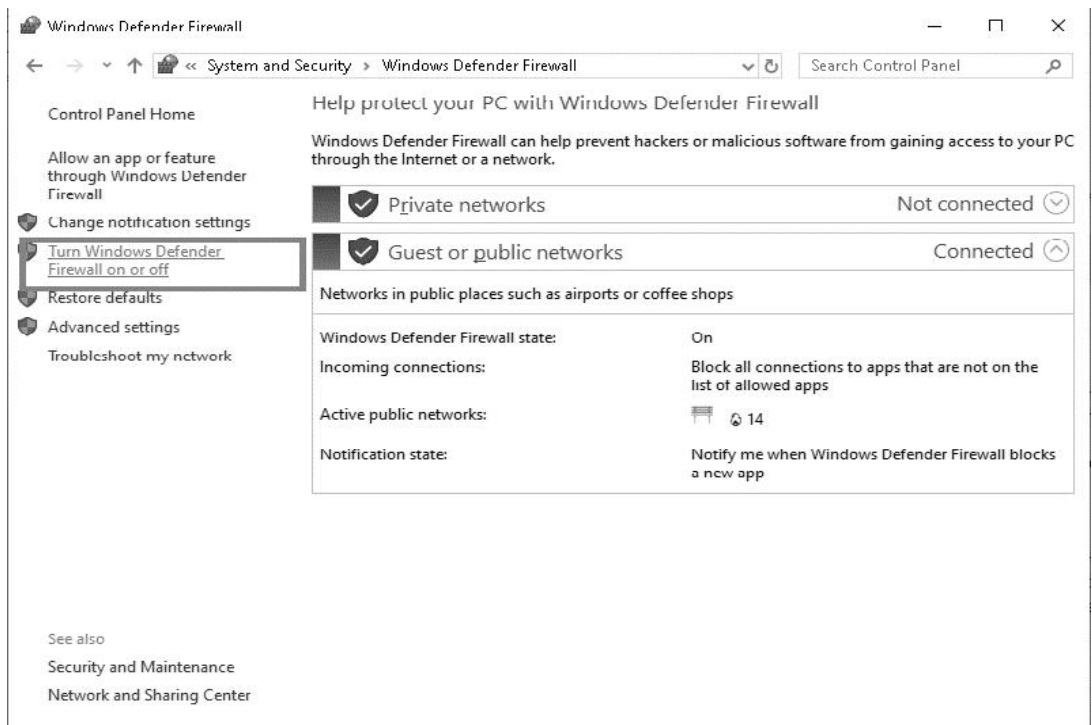 Windows Defender Firewall
« System and Security › Windows Defender Firewall
Search Control Panel
Control Panel Home
Allow an app or feature
through Windows Defender
Firewall
Change notification settings
Turn Windows Defender
Firewall on or off
Restore defaults
Advanced settings
Troubleshoot my network
See also
Security and Maintenance
Network and Sharing Center
Help protect your PC with Windows Defender Firewall
Windows Defender Firewall can help prevent hackers or malicious software from gaining access to your PC
through the Internet or a network.
Private networks Not connected
Guest or public networks Connected
Networks in public places such as airports or coffee shops
Windows Defender Firewall state: On
Incoming connections: Block all connections to apps that are not on the
list of allowed apps
Active public networks: 14
Notification state: Notify me when Windows Defender Firewall blocks
a new app